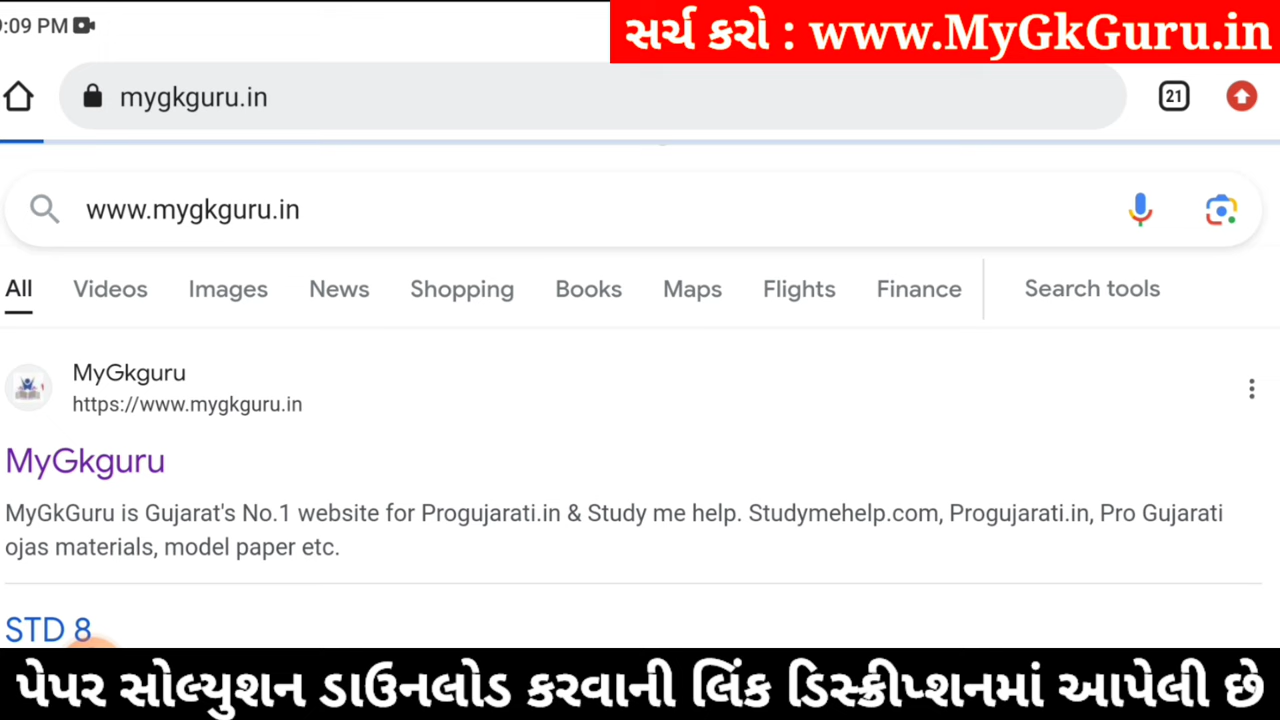 :09 PM
સર્ચ કરો : www.MyGkGuru.in
mygkguru.in
21
www.mygkguru.in
All Videos Images News Shopping Books Maps Flights Finance Search tools
MyGkguru
https://www.mygkguru.in
MyGkguru
MyGkGuru is Gujarat's No.1 website for Progujarati.in & Study me help. Studymehelp.com, Progujarati.in, Pro Gujarati
ojas materials, model paper etc.
STD 8
પેપર સોલ્યુશન ડાઉનલોડ કરવાની લિંક ડિસ્ક્રીપ્શનમાં આપેલી છે